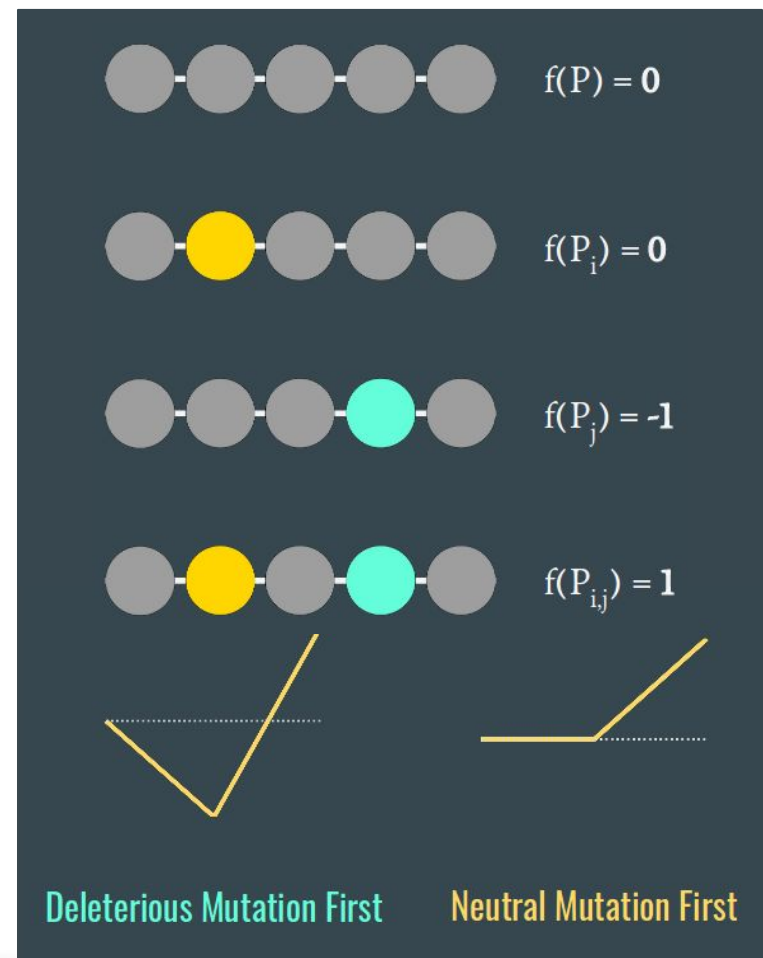 f(P) = 0
f(Pᵢ) = 0
f(Pⱼ) = -1
f(Pᵢ,ⱼ) = 1
Deleterious Mutation First
Neutral Mutation First